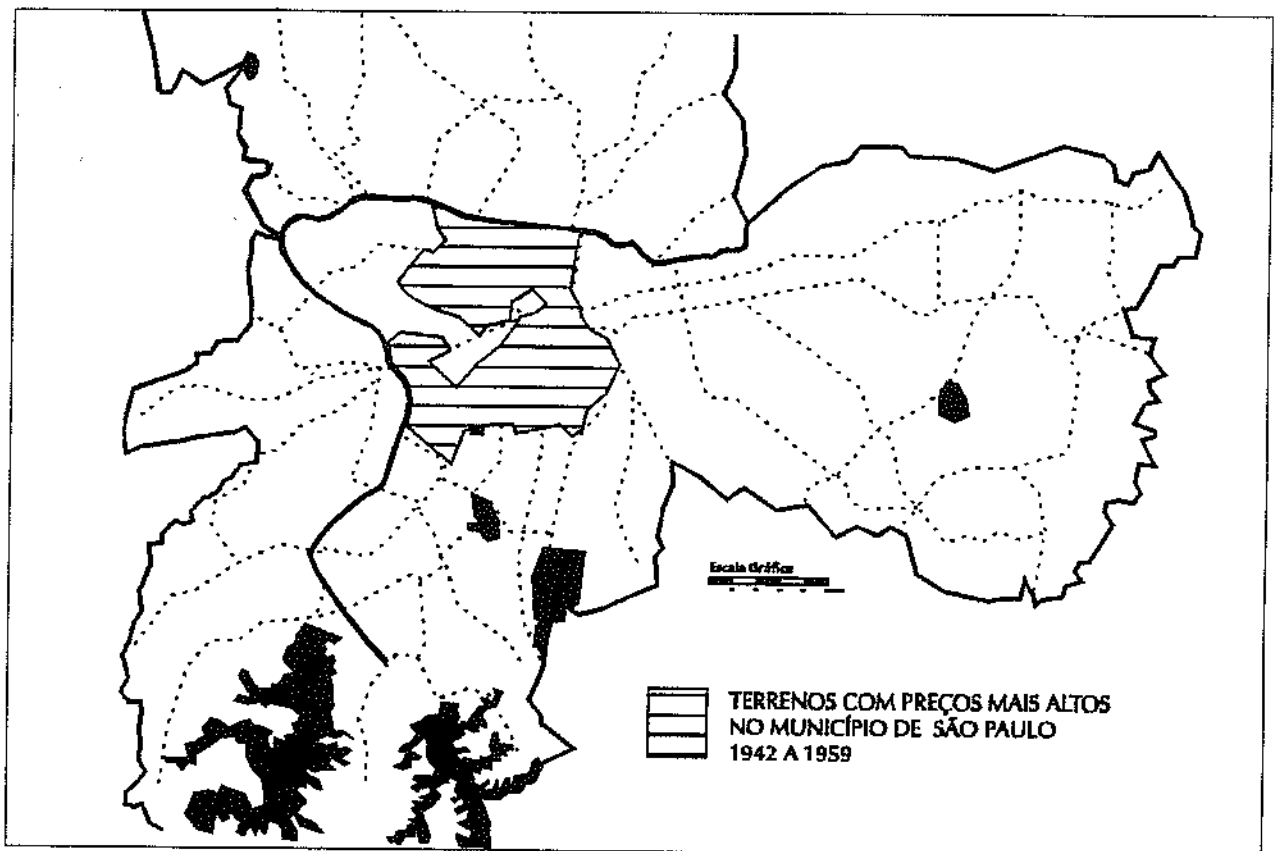 Escala Gráfica
TERRENOS COM PREÇOS MAIS ALTOS
NO MUNICÍPIO DE SÃO PAULO
1942 A 1959